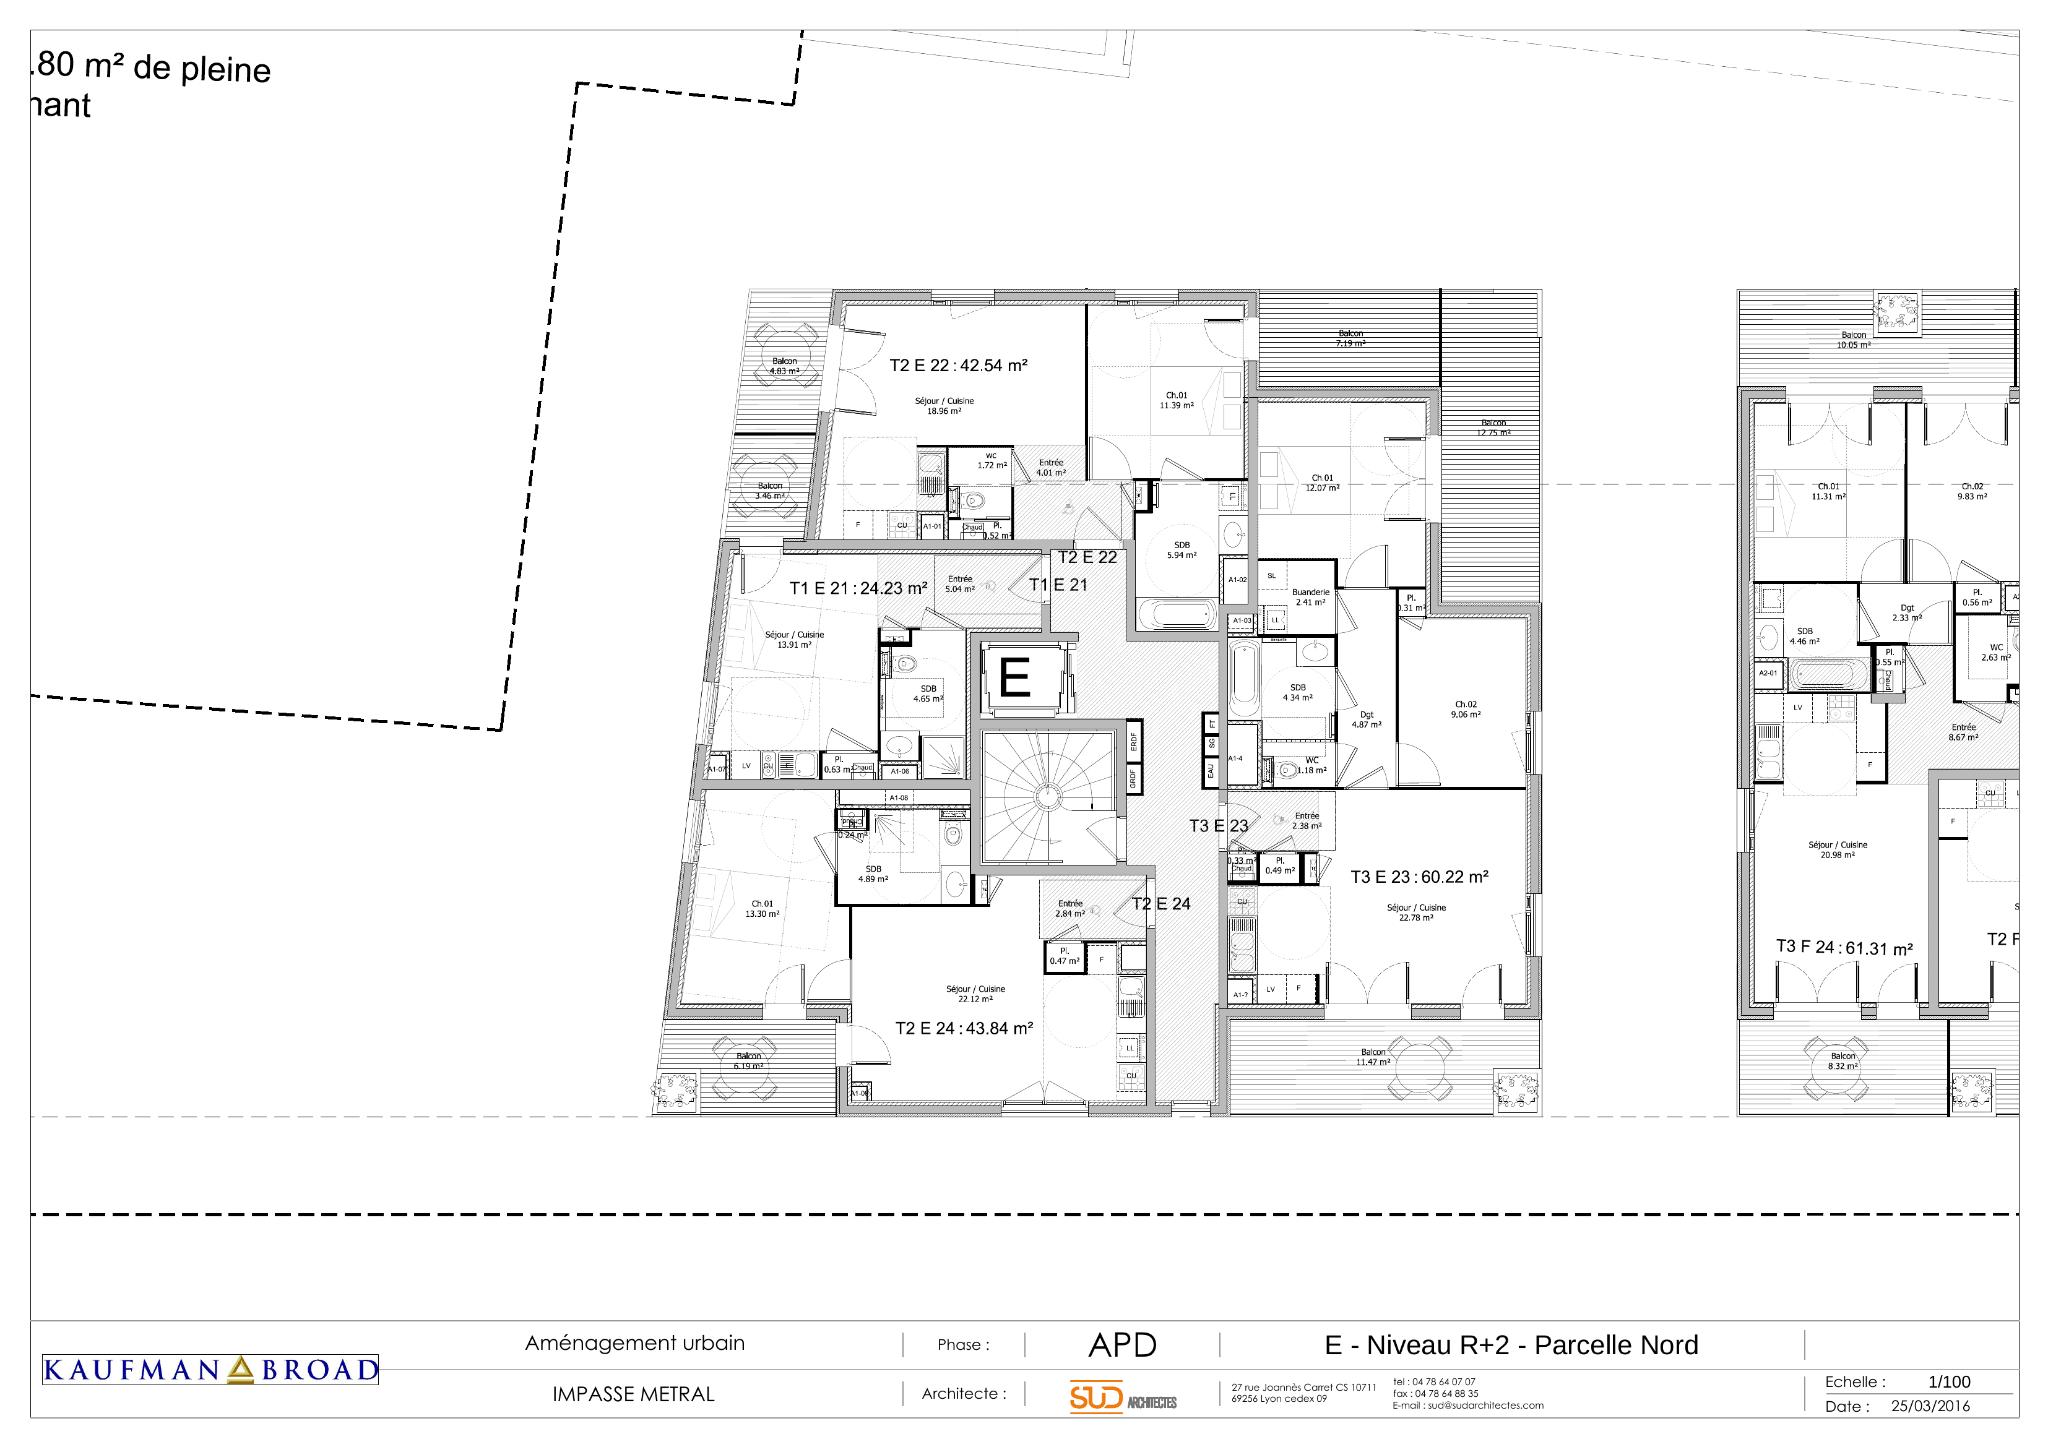 .80 m² de pleine
nant
Balcon
4.83 m²
Balcon
3.46 m²
T2 E 22 : 42.54 m²
Séjour / Cuisine
18.96 m²
Ch.01
11.39 m²
Balcon
7.19 m²
Balcon
12.75 m²
WC
1.72 m²
Entrée
4.01 m²
LV
F
CU
A1-01
Chaud
Pl.
0.52 m²
SDB
5.94 m²
A1-02
Ch.01
12.07 m²
T2 E 22
T1 E 21
T1 E 21 : 24.23 m²
Entrée
5.04 m²
Séjour / Cuisine
13.91 m²
SDB
4.65 m²
A1-07
LV
CU
F
Pl.
0.63 m²
Chaud
A1-06
E
ERDF
GRDF
FT
SG
EAU
SL
Buanderie
2.41 m²
LL
A1-03
Pl.
0.31 m²
SDB
4.34 m²
Dgt
4.87 m²
Ch.02
9.06 m²
A1-4
WC
1.18 m²
T3 E 23
Entrée
2.38 m²
0.33 m²
Chaud
Pl.
0.49 m²
T3 E 23 : 60.22 m²
Séjour / Cuisine
22.78 m²
CU
A1-?
LV
F
Balcon
11.47 m²
A1-08
0.24 m²
SDB
4.89 m²
Ch.01
13.30 m²
Entrée
2.84 m²
T2 E 24
Pl.
0.47 m²
F
Séjour / Cuisine
22.12 m²
T2 E 24 : 43.84 m²
LL
CU
A1-09
Balcon
6.19 m²
Balcon
10.05 m²
Ch.01
11.31 m²
Ch.02
9.83 m²
Dgt
2.33 m²
Pl.
0.56 m²
SDB
4.46 m²
A2-01
Pl.
0.55 m²
Chaud
WC
2.63 m²
LV
F
Entrée
8.67 m²
CU
F
Séjour / Cuisine
20.98 m²
T3 F 24 : 61.31 m²
T2 F
Balcon
8.32 m²
KAUFMAN BROAD
Aménagement urbain
IMPASSE METRAL
Phase :
APD
Architecte :
SUD ARCHITECTES
E - Niveau R+2 - Parcelle Nord
27 rue Joannès Carret CS 10711
69256 Lyon cedex 09
tel : 04 78 64 07 07
fax : 04 78 64 88 35
E-mail : sud@sudarchitectes.com
Echelle : 1/100
Date : 25/03/2016